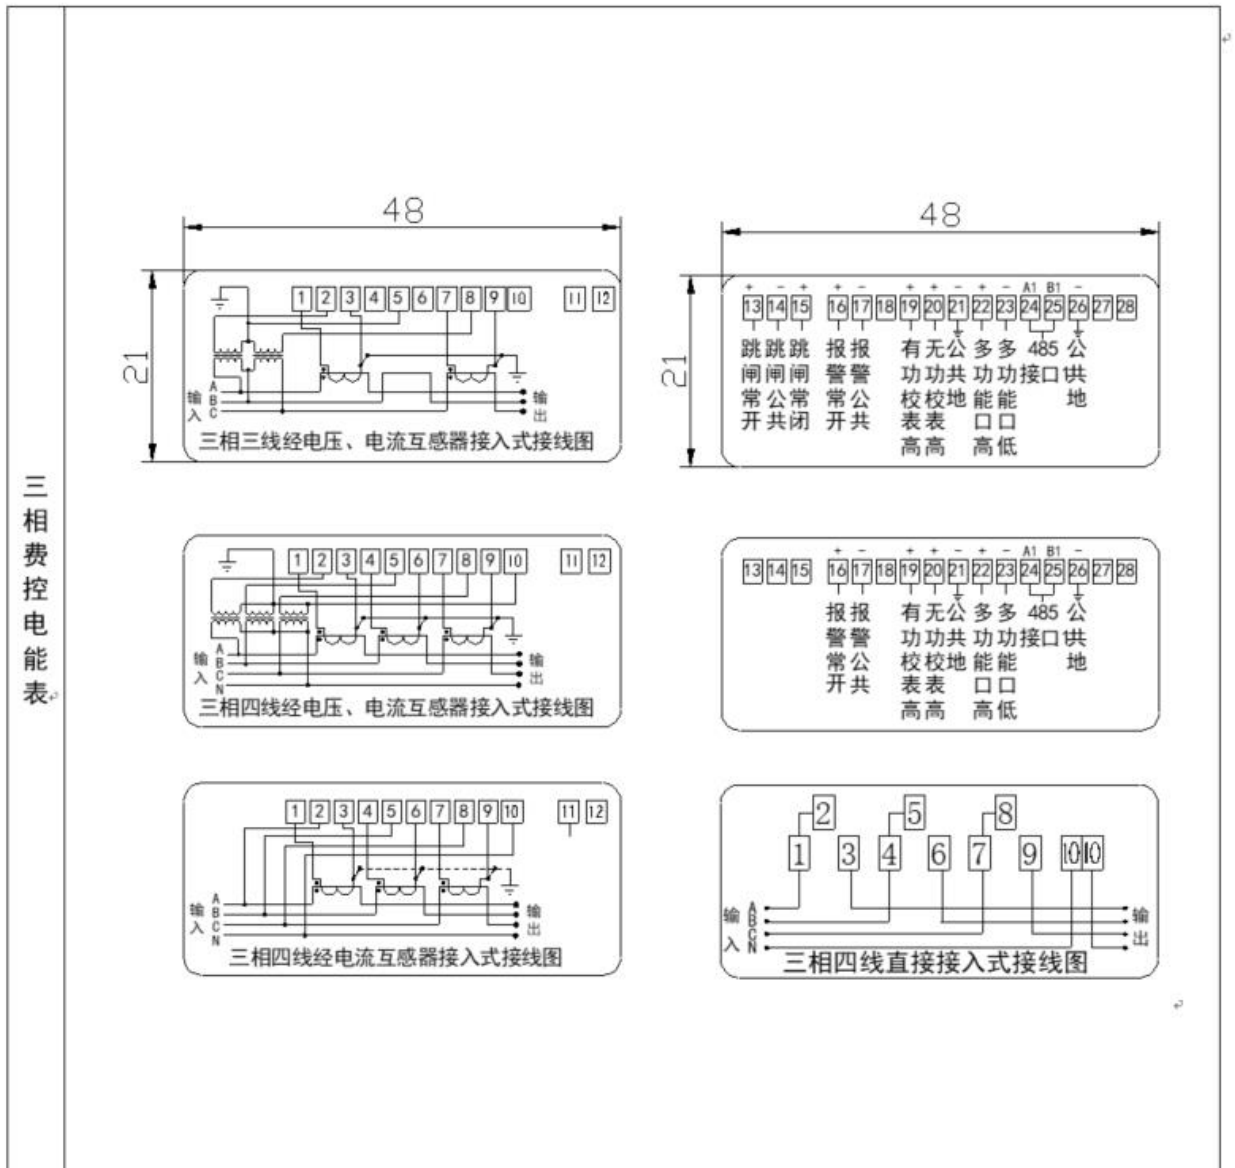 三相费控电能表
48
21
1 2 3 4 5 6 7 8 9 10 11 12
A
输 B 输
入 C 出
三相三线经电压、电流互感器接入式接线图
48
21
+ - + + - + + - + - A1 B1 -
13 14 15 16 17 18 19 20 21 22 23 24 25 26 27 28
跳闸常开
跳闸公共
跳闸常闭
报警常开
报警公共
有功校表高
无功校表高
公共地
多功能口高
多功能口低
485接口1
公共地
1 2 3 4 5 6 7 8 9 10 11 12
A
输 B 输
入 C 出
N
三相四线经电压、电流互感器接入式接线图
+ - + + - + - A1 B1 -
13 14 15 16 17 18 19 20 21 22 23 24 25 26 27 28
报警常开
报警公共
有功校表高
无功校表高
公共地
多功能口高
多功能口低
485接口1
公共地
1 2 3 4 5 6 7 8 9 10 11 12
A
输 B 输
入 C 出
N
三相四线经电流互感器接入式接线图
2 5 8
1 3 4 6 7 9 10 10
输 A 输
B
入 C 出
N
三相四线直接接入式接线图